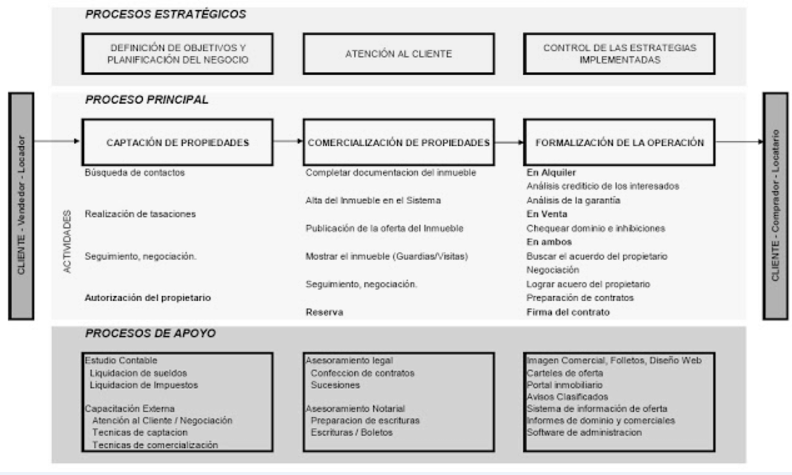 PROCESOS ESTRATÉGICOS
DEFINICIÓN DE OBJETIVOS Y
PLANIFICACIÓN DEL NEGOCIO
ATENCIÓN AL CLIENTE
CONTROL DE LAS ESTRATEGIAS
IMPLEMENTADAS
CLIENTE - Vendedor - Locador
PROCESO PRINCIPAL
CAPTACIÓN DE PROPIEDADES
COMERCIALIZACIÓN DE PROPIEDADES
FORMALIZACIÓN DE LA OPERACIÓN
ACTIVIDADES
Búsqueda de contactos
Realización de tasaciones
Seguimiento, negociación.
Autorización del propietario
Completar documentacion del inmueble
Alta del Inmueble en el Sistema
Publicación de la oferta del Inmueble
Mostrar el inmueble (Guardias/Visitas)
Seguimiento, negociación.
Reserva
En Alquiler
Análisis crediticio de los interesados
Análisis de la garantía
En Venta
Chequear dominio e inhibiciones
En ambos
Buscar el acuerdo del propietario
Negociación
Lograr acuero del propietario
Preparación de contratos
Firma del contrato
CLIENTE - Comprador - Locatario
PROCESOS DE APOYO
Estudio Contable
Liquidacion de sueldos
Liquidacion de Impuestos
Capacitación Externa
Atención al Cliente / Negociación
Tecnicas de captacion
Tecnicas de comercialización
Asesoramiento legal
Confeccion de contratos
Sucesiones
Asesoramiento Notarial
Preparacion de escrituras
Escrituras / Boletos
Imagen Comercial, Folletos, Diseño Web
Carteles de oferta
Portal inmobiliario
Avisos Clasificados
Sistema de información de oferta
Informes de dominio y comerciales
Software de administracion